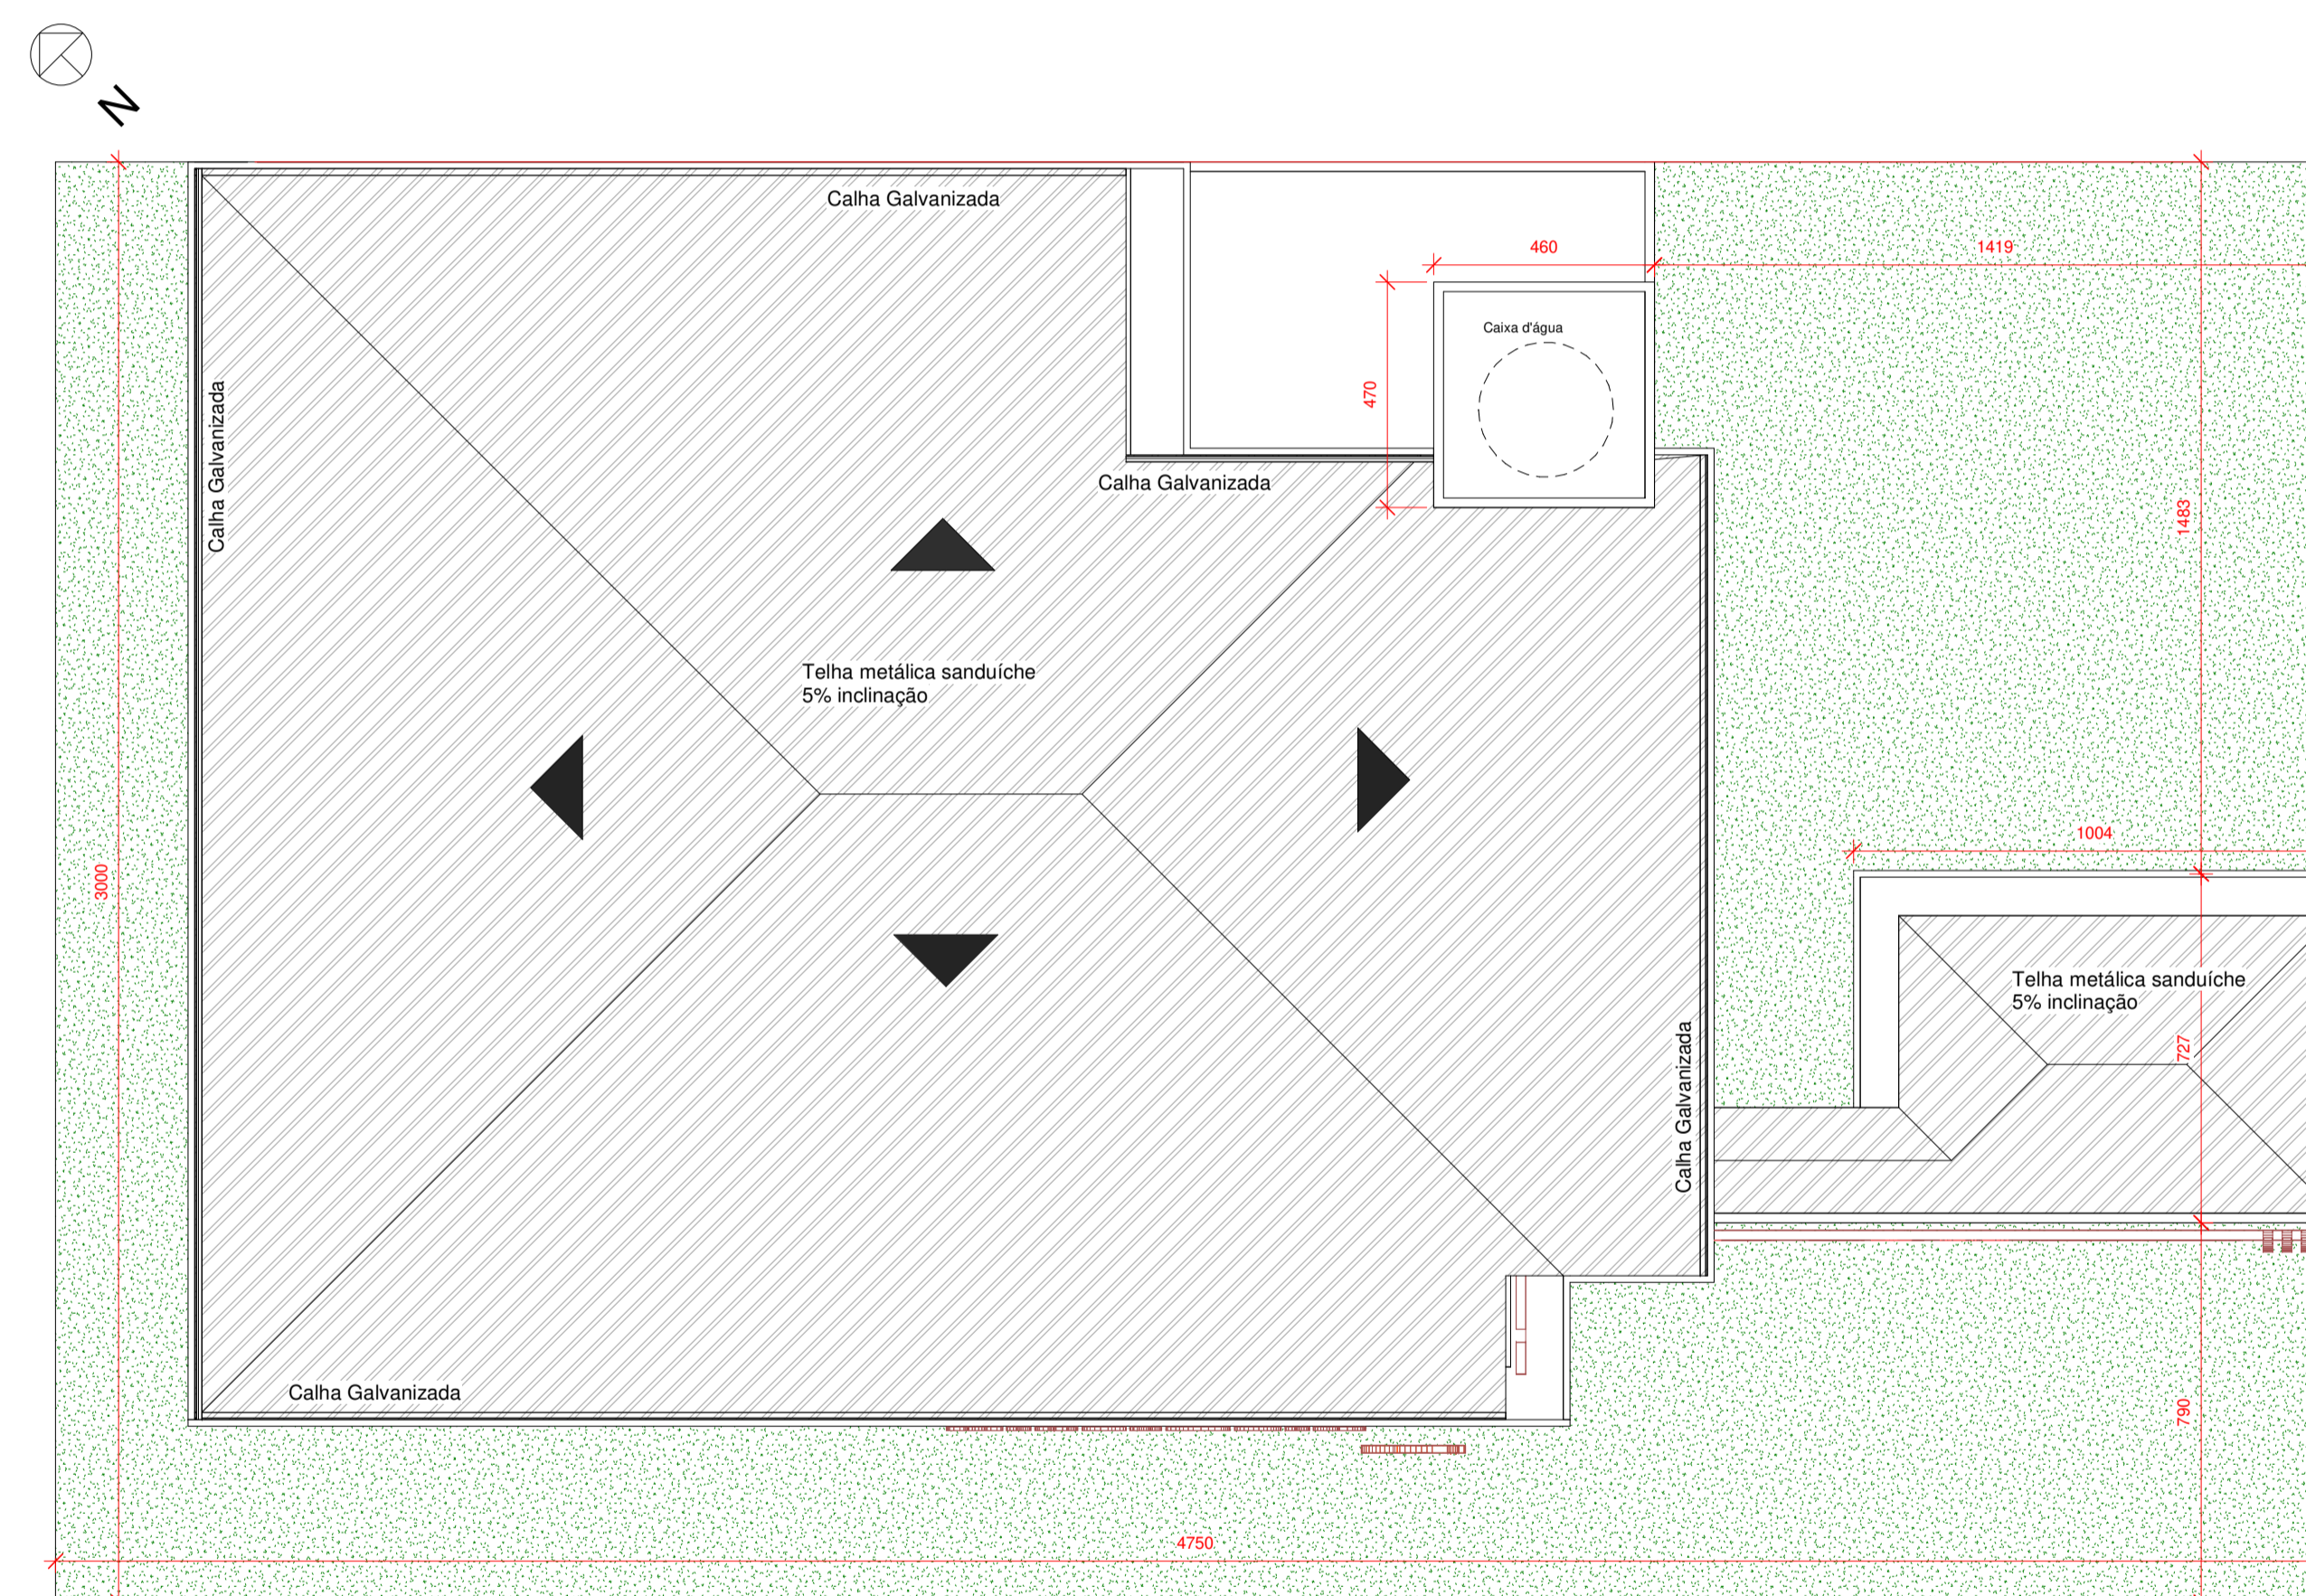 N
Calha Galvanizada
460
1419
Caixa d'água
470
Calha Galvanizada
Calha Galvanizada
1483
Telha metálica sanduíche
5% inclinação
1004
3000
Telha metálica sanduíche
5% inclinação
727
Calha Galvanizada
Calha Galvanizada
790
4750